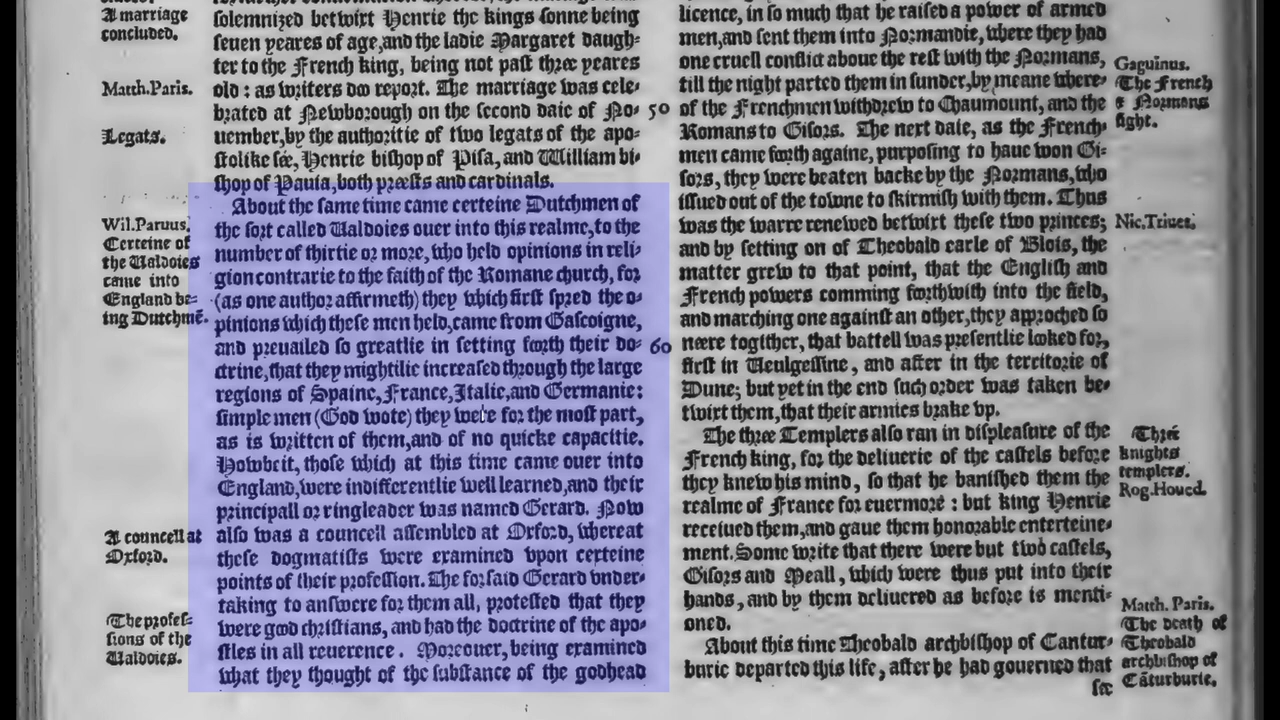 A marriage
concluded.
Matth.Paris.
Legats.
Wil.Paruus.
Certeine of
the Ualdoies
came into
England be=
ing Dutchmē.
A councell at
Oxford.
The profes-
sions of the
Ualdoies.
solemnized betwixt Henrie the kings sonne being
seuen yeares of age,and the ladie Margaret daugh=
ter to the French king, being not past thrée yeares
old : as writers doo report. The marriage was cele=
brated at Newborough on the second daie of No=
uember,by the authoritie of two legats of the apo=
stolike sée, Henrie bishop of Pisa, and William bi=
shop of Pauia,both préests and cardinals.
About the same time came certeine Dutchmen of
the sort called Ualdoies ouer into this realme,to the
number of thirtie or more, who held opinions in reli=
gion contrarie to the faith of the Romane church, for
(as one author affirmeth) they which first spred the o=
pinions which these men held,came from Gascoigne,
and preuailed so greatlie in setting foorth their do=
ctrine,that they mightilie increased through the large
regions of Spaine,France,Italie,and Germanie:
simple men (God wote) they were for the most part,
as is written of them,and of no quicke capacitie.
Howbeit, those which at this time came ouer into
England,were indifferentlie well learned,and their
principall or ringleader was named Gerard. Now
also was a councell assembled at Oxford, whereat
these dogmatists were examined vpon certeine
points of their profession. The forsaid Gerard vnder=
taking to answere for them all, protested that they
were good christians, and had the doctrine of the apo=
stles in all reuerence. Moreouer, being examined
what they thought of the substance of the godhead
50
60
licence, in so much that he raised a power of armed
men,and sent them into Normandie, where they had
one cruell conflict aboue the rest with the Normans,
till the night parted them in sunder,by meane where=
of the Frenchmen withdrew to Chaumount, and the
Romans to Gisors. The next daie, as the French=
men came foorth againe, purposing to haue won Gi=
sors, they were beaten backe by the Normans,who
issued out of the towne to skirmish with them. Thus
was the warre renewed betwixt these two princes;
and by setting on of Theobald earle of Blois, the
matter grew to that point, that the English and
French powers comming foorthwith into the field,
and marching one against an other,they approched so
néere togither, that battell was presentlie looked for,
first in Ueulgessine, and after in the territorie of
Dune; but yet in the end such order was taken be=
twixt them,that their armies brake vp.
The three Templers also ran in displeasure of the
French king, for the deliuerie of the castels before
they knew his mind, so that he banished them the
realme of France for euermore : but king Henrie
receiued them,and gaue them honorable enterteine=
ment. Some write that there were but two castels,
Gisors and Neall, which were thus put into their
hands, and by them deliuered as before is menti=
oned.
About this time Theobald archbishop of Cantur=
burie departed this life, after he had gouerned that
sée
Gaguinus.
The French
& Normans
fight.
Nic.Triuet.
Thrée
knights
templers.
Rog.Houed.
Matth. Paris.
The death of
Theobald
archbishop of
Cāturburie.